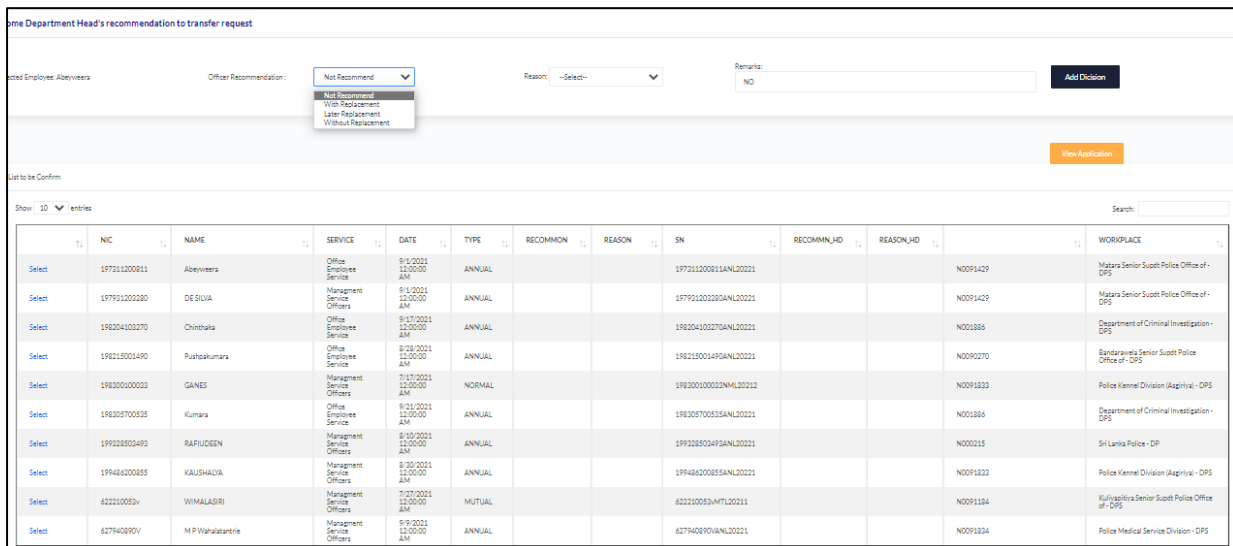 ome Department Head's recommendation to transfer request
ected Employee: Abeyweera Officer Recommendation : Not Recommend Reason: --Select-- Remarks: NO Add Dicision
Not Recommend
With Replacement
Later Replacement
Without Replacement
View Application
List to be Confirm
Show 10 entries Search:
NIC NAME SERVICE DATE TYPE RECOMMON REASON SN RECOMMN_HD REASON_HD WORKPLACE
Select 197311200811 Abeyweera Office Employee Service 9/1/2021 12:00:00 AM ANNUAL 197311200811ANL20221 N0091429 Matara Senior Supdt Police Office of - DPS
Select 197931203280 DE SILVA Managment Service Officers 9/1/2021 12:00:00 AM ANNUAL 197931203280ANL20221 N0091429 Matara Senior Supdt Police Office of - DPS
Select 198204103270 Chinthaka Office Employee Service 9/17/2021 12:00:00 AM ANNUAL 198204103270ANL20221 N001886 Department of Criminal Investigation - DPS
Select 198215001490 Pushpakumara Office Employee Service 8/28/2021 12:00:00 AM ANNUAL 198215001490ANL20221 N0090270 Bandarawela Senior Supdt Police Office of - DPS
Select 198300100033 GANES Managment Service Officers 7/17/2021 12:00:00 AM NORMAL 198300100033NML20212 N0091833 Police Kennel Division (Asgiriya) - DPS
Select 198305700535 Kumara Office Employee Service 9/21/2021 12:00:00 AM ANNUAL 198305700535ANL20221 N001886 Department of Criminal Investigation - DPS
Select 199328503493 RAFIUDEEN Managment Service Officers 8/10/2021 12:00:00 AM ANNUAL 199328503493ANL20221 N000215 Sri Lanka Police - DP
Select 199486200855 KAUSHALYA Managment Service Officers 8/30/2021 12:00:00 AM ANNUAL 199486200855ANL20221 N0091833 Police Kennel Division (Asgiriya) - DPS
Select 622210053v WIMALASIRI Managment Service Officers 7/27/2021 12:00:00 AM MUTUAL 622210053vMTL20211 N0091184 Kuliyapitiya Senior Supdt Police Office of - DPS
Select 627940890V M P Wahalatantrie Managment Service Officers 9/9/2021 12:00:00 AM ANNUAL 627940890VANL20221 N0091834 Police Medical Service Division - DPS